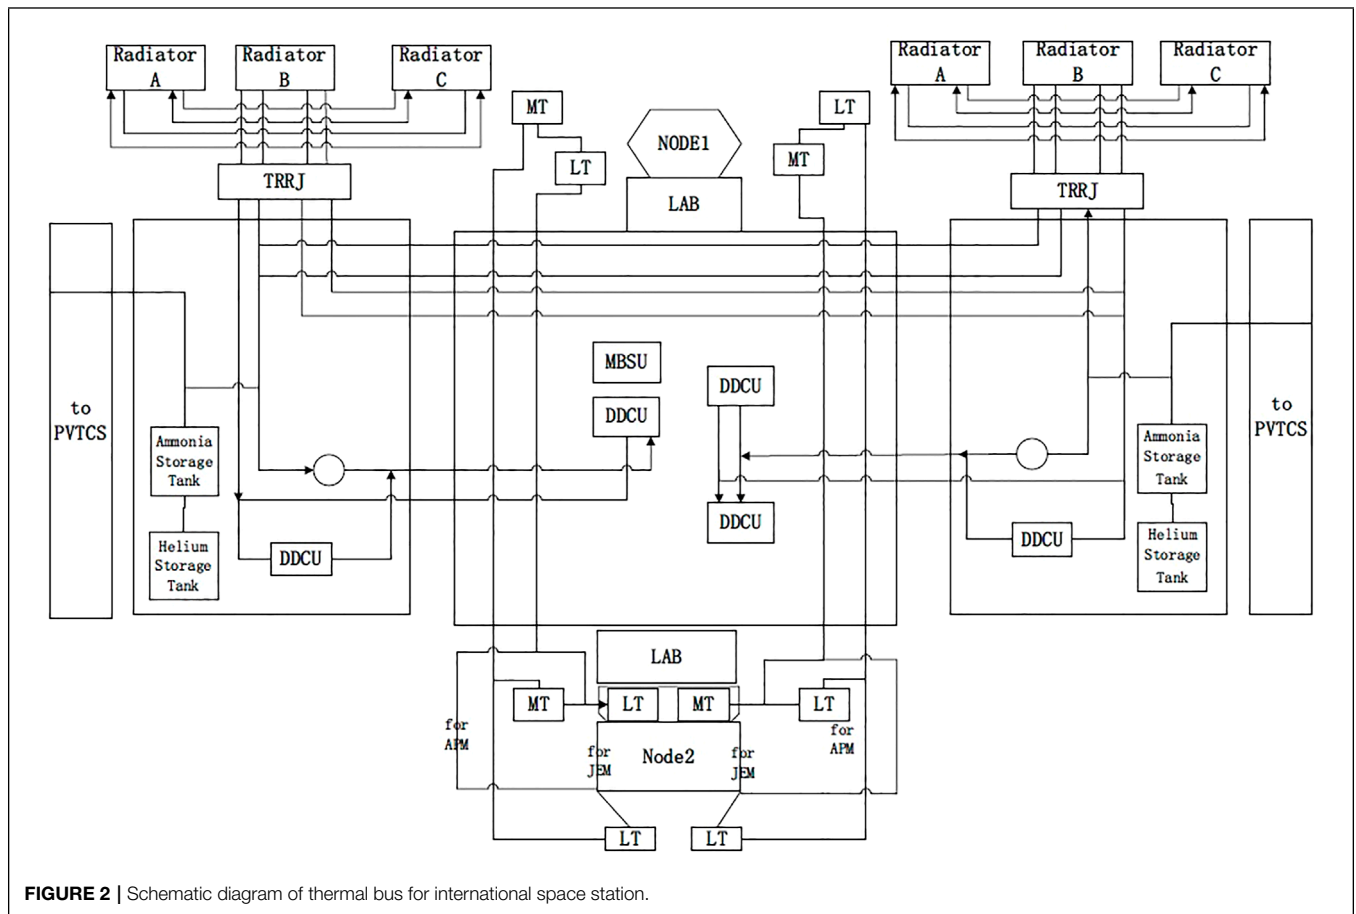 Radiator
A
Radiator
B
Radiator
C
Radiator
A
Radiator
B
Radiator
C
MT
LT
LT
MT
NODE1
LAB
TRRJ
TRRJ
MBSU
DDCU
DDCU
DDCU
to
PVTCS
to
PVTCS
Ammonia
Storage
Tank
Ammonia
Storage
Tank
Helium
Storage
Tank
Helium
Storage
Tank
DDCU
DDCU
LAB
MT
LT
MT
LT
for
APM
for
APM
for
JEM
Node2
for
JEM
LT
LT
FIGURE 2 | Schematic diagram of thermal bus for international space station.